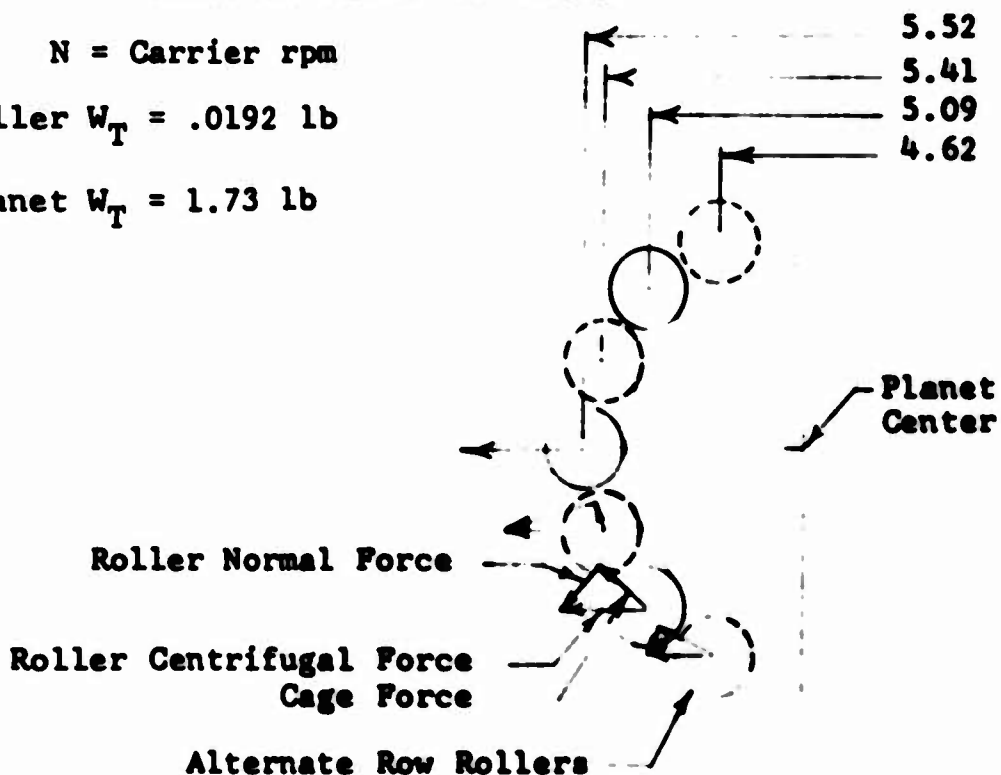 5.52
N = Carrier rpm
5.41
ller W_T = .0192 lb
5.09
4.62
anet W_T = 1.73 lb
Planet
Center
Roller Normal Force
Roller Centrifugal Force
Cage Force
Alternate Row Rollers